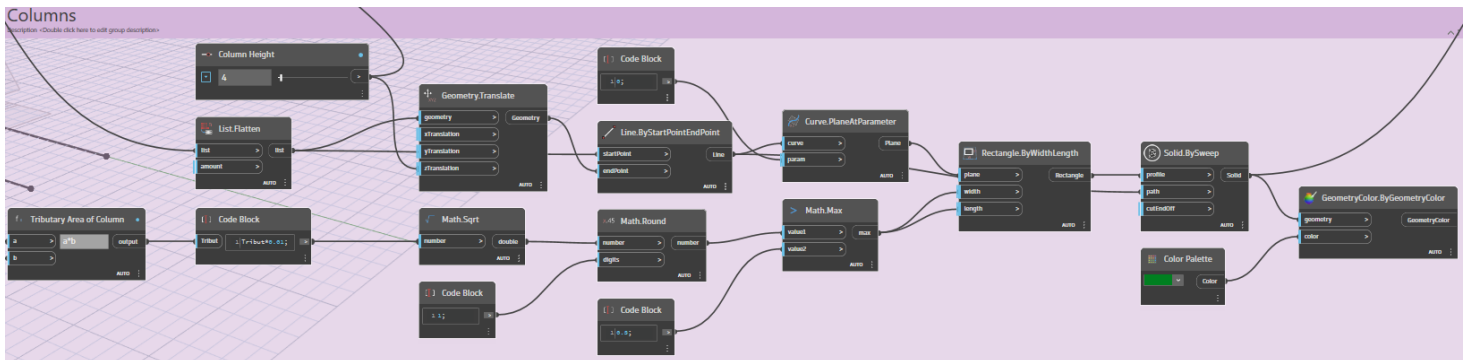 Columns
Description <Double click here to edit group description>
Column Height
4
>
List.Flatten
list > list
amount >
AUTO
Tributary Area of Column
a > a*b output
b >
AUTO
Code Block
Tribut 1 Tribut*0.01; >
Geometry.Translate
geometry > Geometry
xTranslation >
yTranslation >
zTranslation >
AUTO
Math.Sqrt
number > double
AUTO
Code Block
1 1; >
Code Block
1 0; >
Line.ByStartPointEndPoint
startPoint > Line
endPoint >
AUTO
Math.Round
number > number
digits >
AUTO
Code Block
>
Curve.PlaneAtParameter
curve > Plane
param >
AUTO
Math.Max
value1 > max
value2 >
AUTO
Rectangle.ByWidthLength
plane > Rectangle
width >
length >
AUTO
Solid.BySweep
profile > Solid
path >
cutEndOff >
AUTO
Color Palette
Color
GeometryColor.ByGeometryColor
geometry > GeometryColor
color >
AUTO